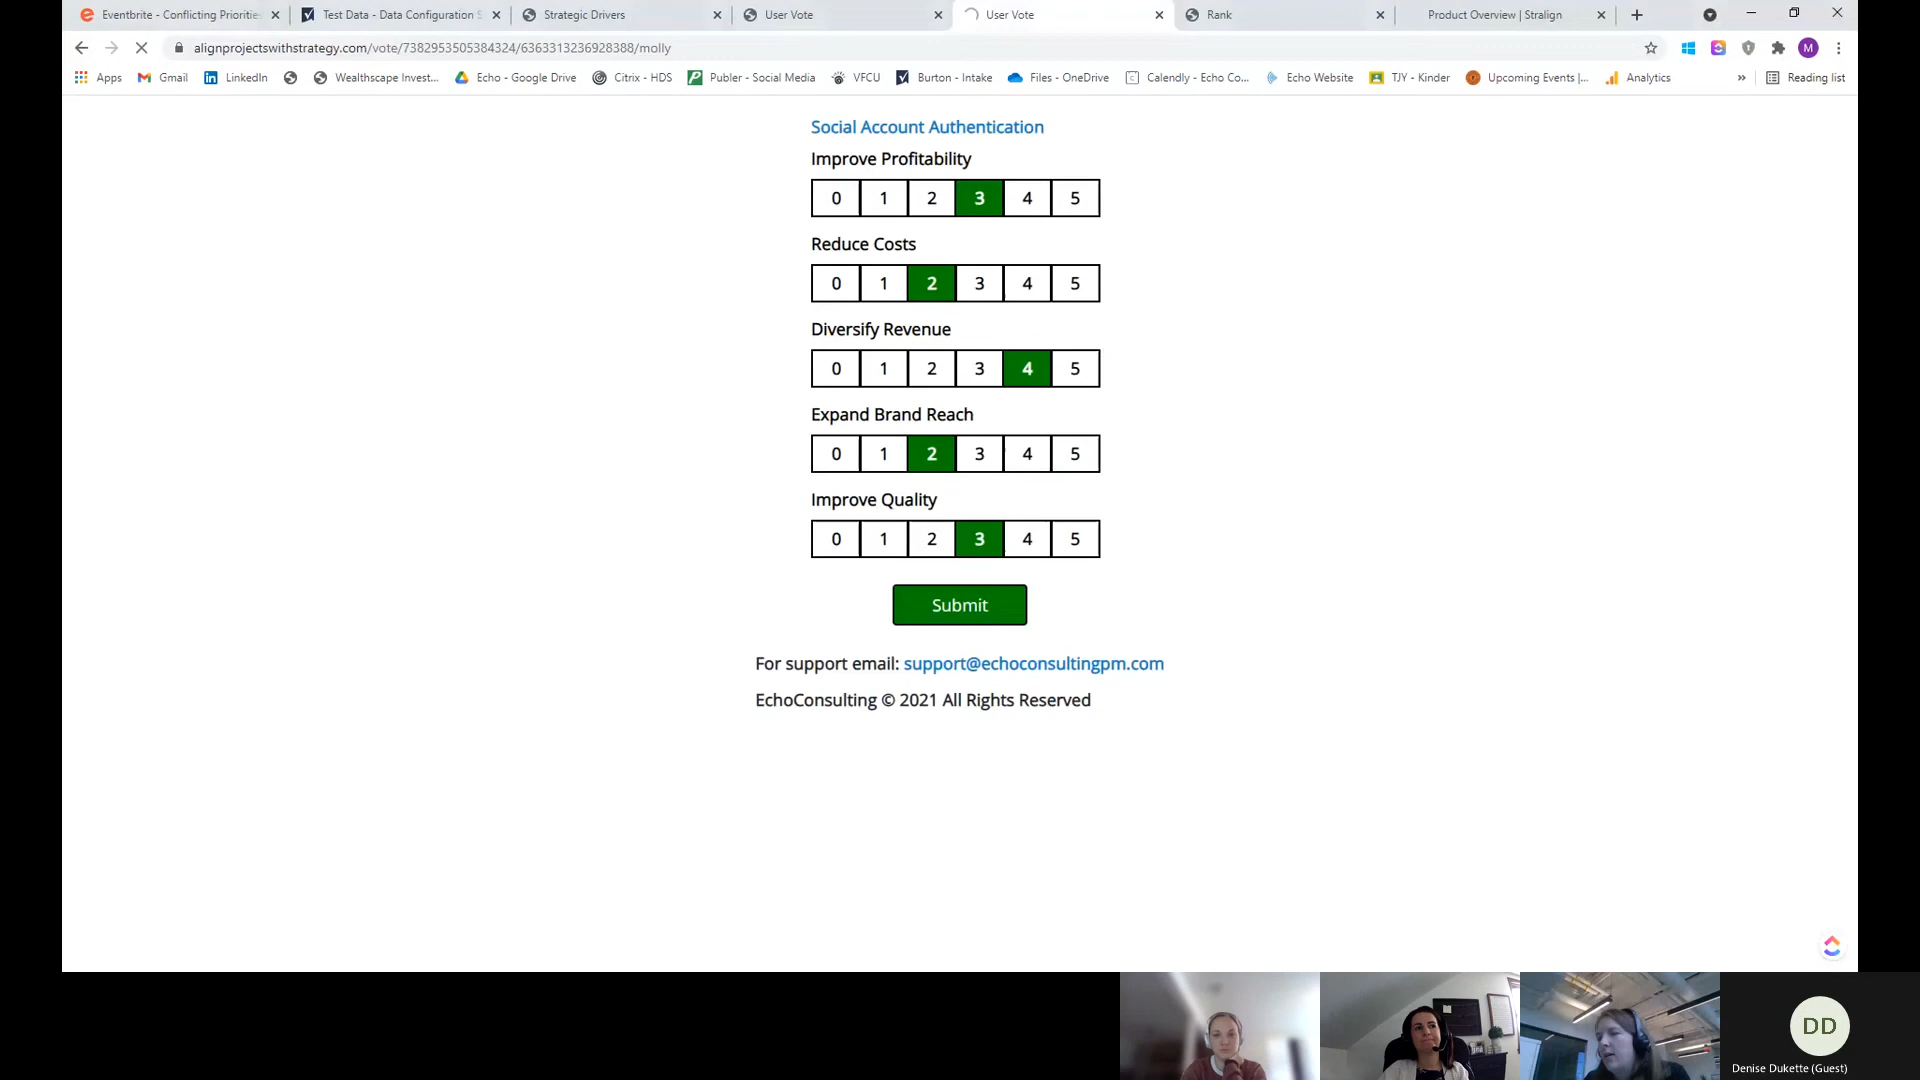 Eventbrite - Conflicting Priorities
Test Data - Data Configuration S
Strategic Drivers
User Vote
User Vote
Rank
Product Overview | Stralign
alignprojectswithstrategy.com/vote/7382953505384324/6363313236928388/molly
M
Apps
Gmail
LinkedIn
Wealthscape Invest...
Echo - Google Drive
Citrix - HDS
Publer - Social Media
VFCU
Burton - Intake
Files - OneDrive
Calendly - Echo Co...
Echo Website
TJY - Kinder
Upcoming Events |...
Analytics
»
Reading list
Social Account Authentication
Improve Profitability
0 1 2 3 4 5
Reduce Costs
0 1 2 3 4 5
Diversify Revenue
0 1 2 3 4 5
Expand Brand Reach
0 1 2 3 4 5
Improve Quality
0 1 2 3 4 5
Submit
For support email: support@echoconsultingpm.com
EchoConsulting © 2021 All Rights Reserved
DD
Denise Dukette (Guest)